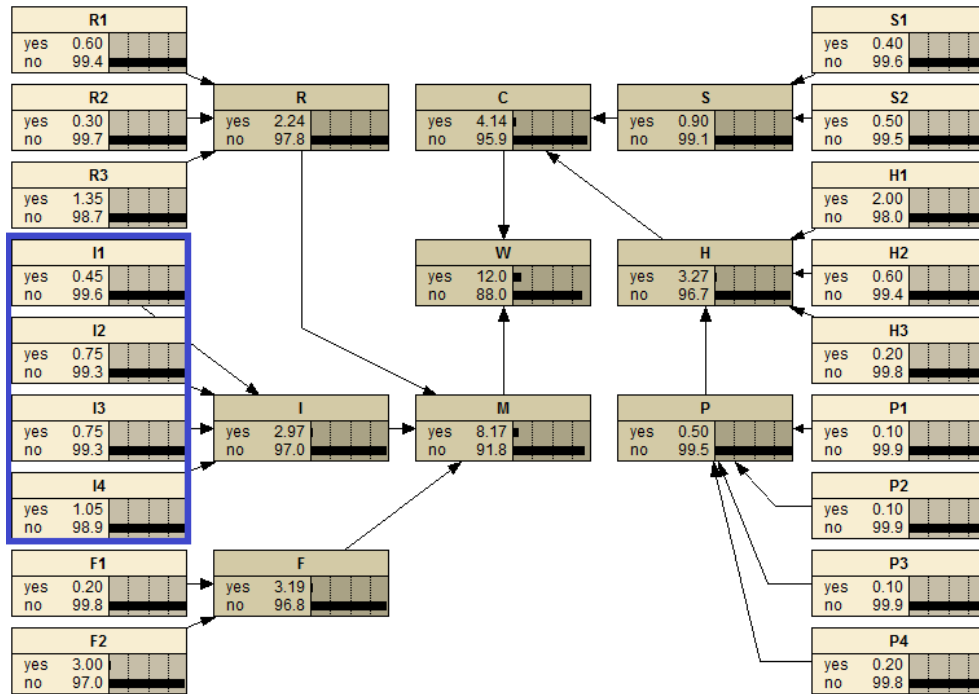 R1
yes 0.60
no 99.4
R2
yes 0.30
no 99.7
R3
yes 1.35
no 98.7
I1
yes 0.45
no 99.6
I2
yes 0.75
no 99.3
I3
yes 0.75
no 99.3
I4
yes 1.05
no 98.9
F1
yes 0.20
no 99.8
F2
yes 3.00
no 97.0
R
yes 2.24
no 97.8
I
yes 2.97
no 97.0
F
yes 3.19
no 96.8
C
yes 4.14
no 95.9
W
yes 12.0
no 88.0
M
yes 8.17
no 91.8
S
yes 0.90
no 99.1
H
yes 3.27
no 96.7
P
yes 0.50
no 99.5
S1
yes 0.40
no 99.6
S2
yes 0.50
no 99.5
H1
yes 2.00
no 98.0
H2
yes 0.60
no 99.4
H3
yes 0.20
no 99.8
P1
yes 0.10
no 99.9
P2
yes 0.10
no 99.9
P3
yes 0.10
no 99.9
P4
yes 0.20
no 99.8